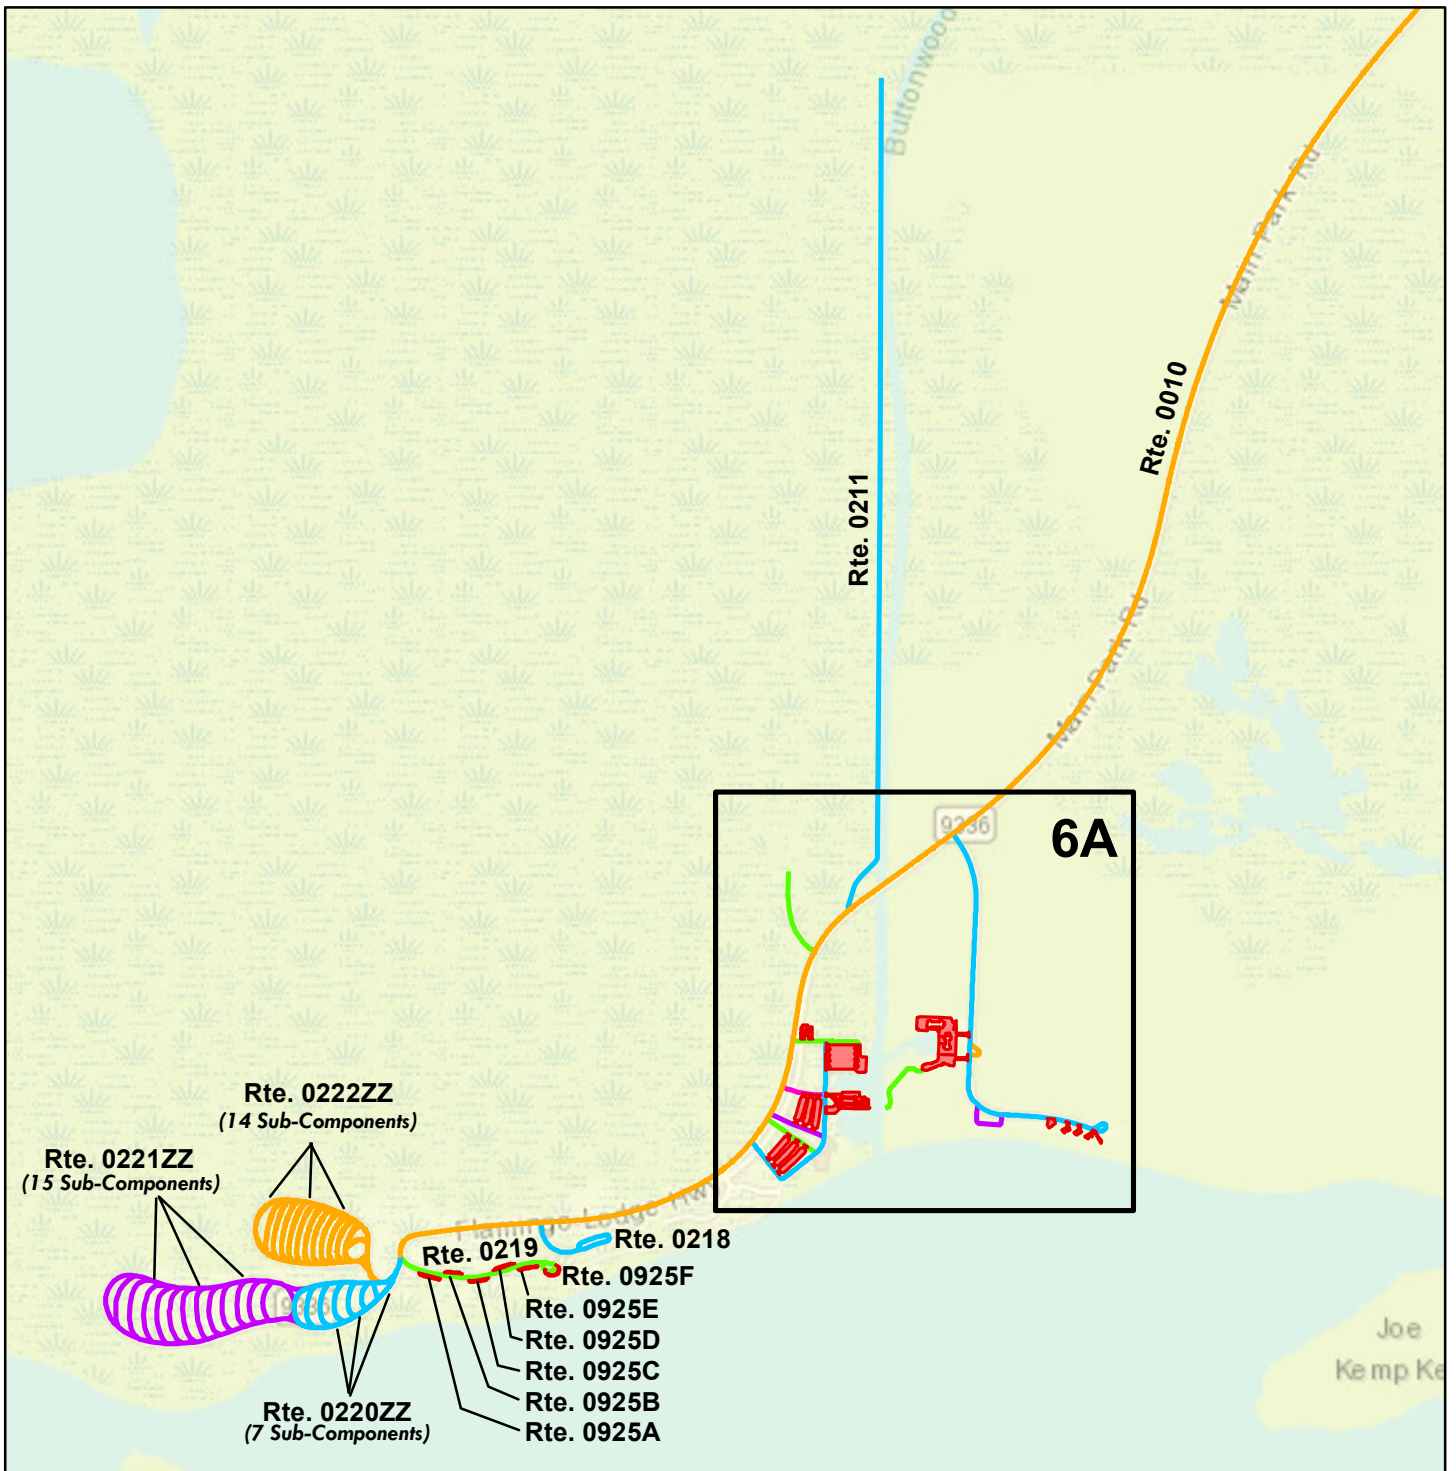 Buttonwood
Main Park Rd
Rte. 0010
Rte. 0211
Main Park Rd
9336
6A
Rte. 0222ZZ
(14 Sub-Components)
Rte. 0221ZZ
(15 Sub-Components)
Flamingo Lodge Hwy
Rte. 0218
Rte. 0219
Rte. 0925F
9336
Rte. 0925E
Rte. 0925D
Rte. 0925C
Rte. 0925B
Rte. 0925A
Rte. 0220ZZ
(7 Sub-Components)
Joe
Kemp Ke